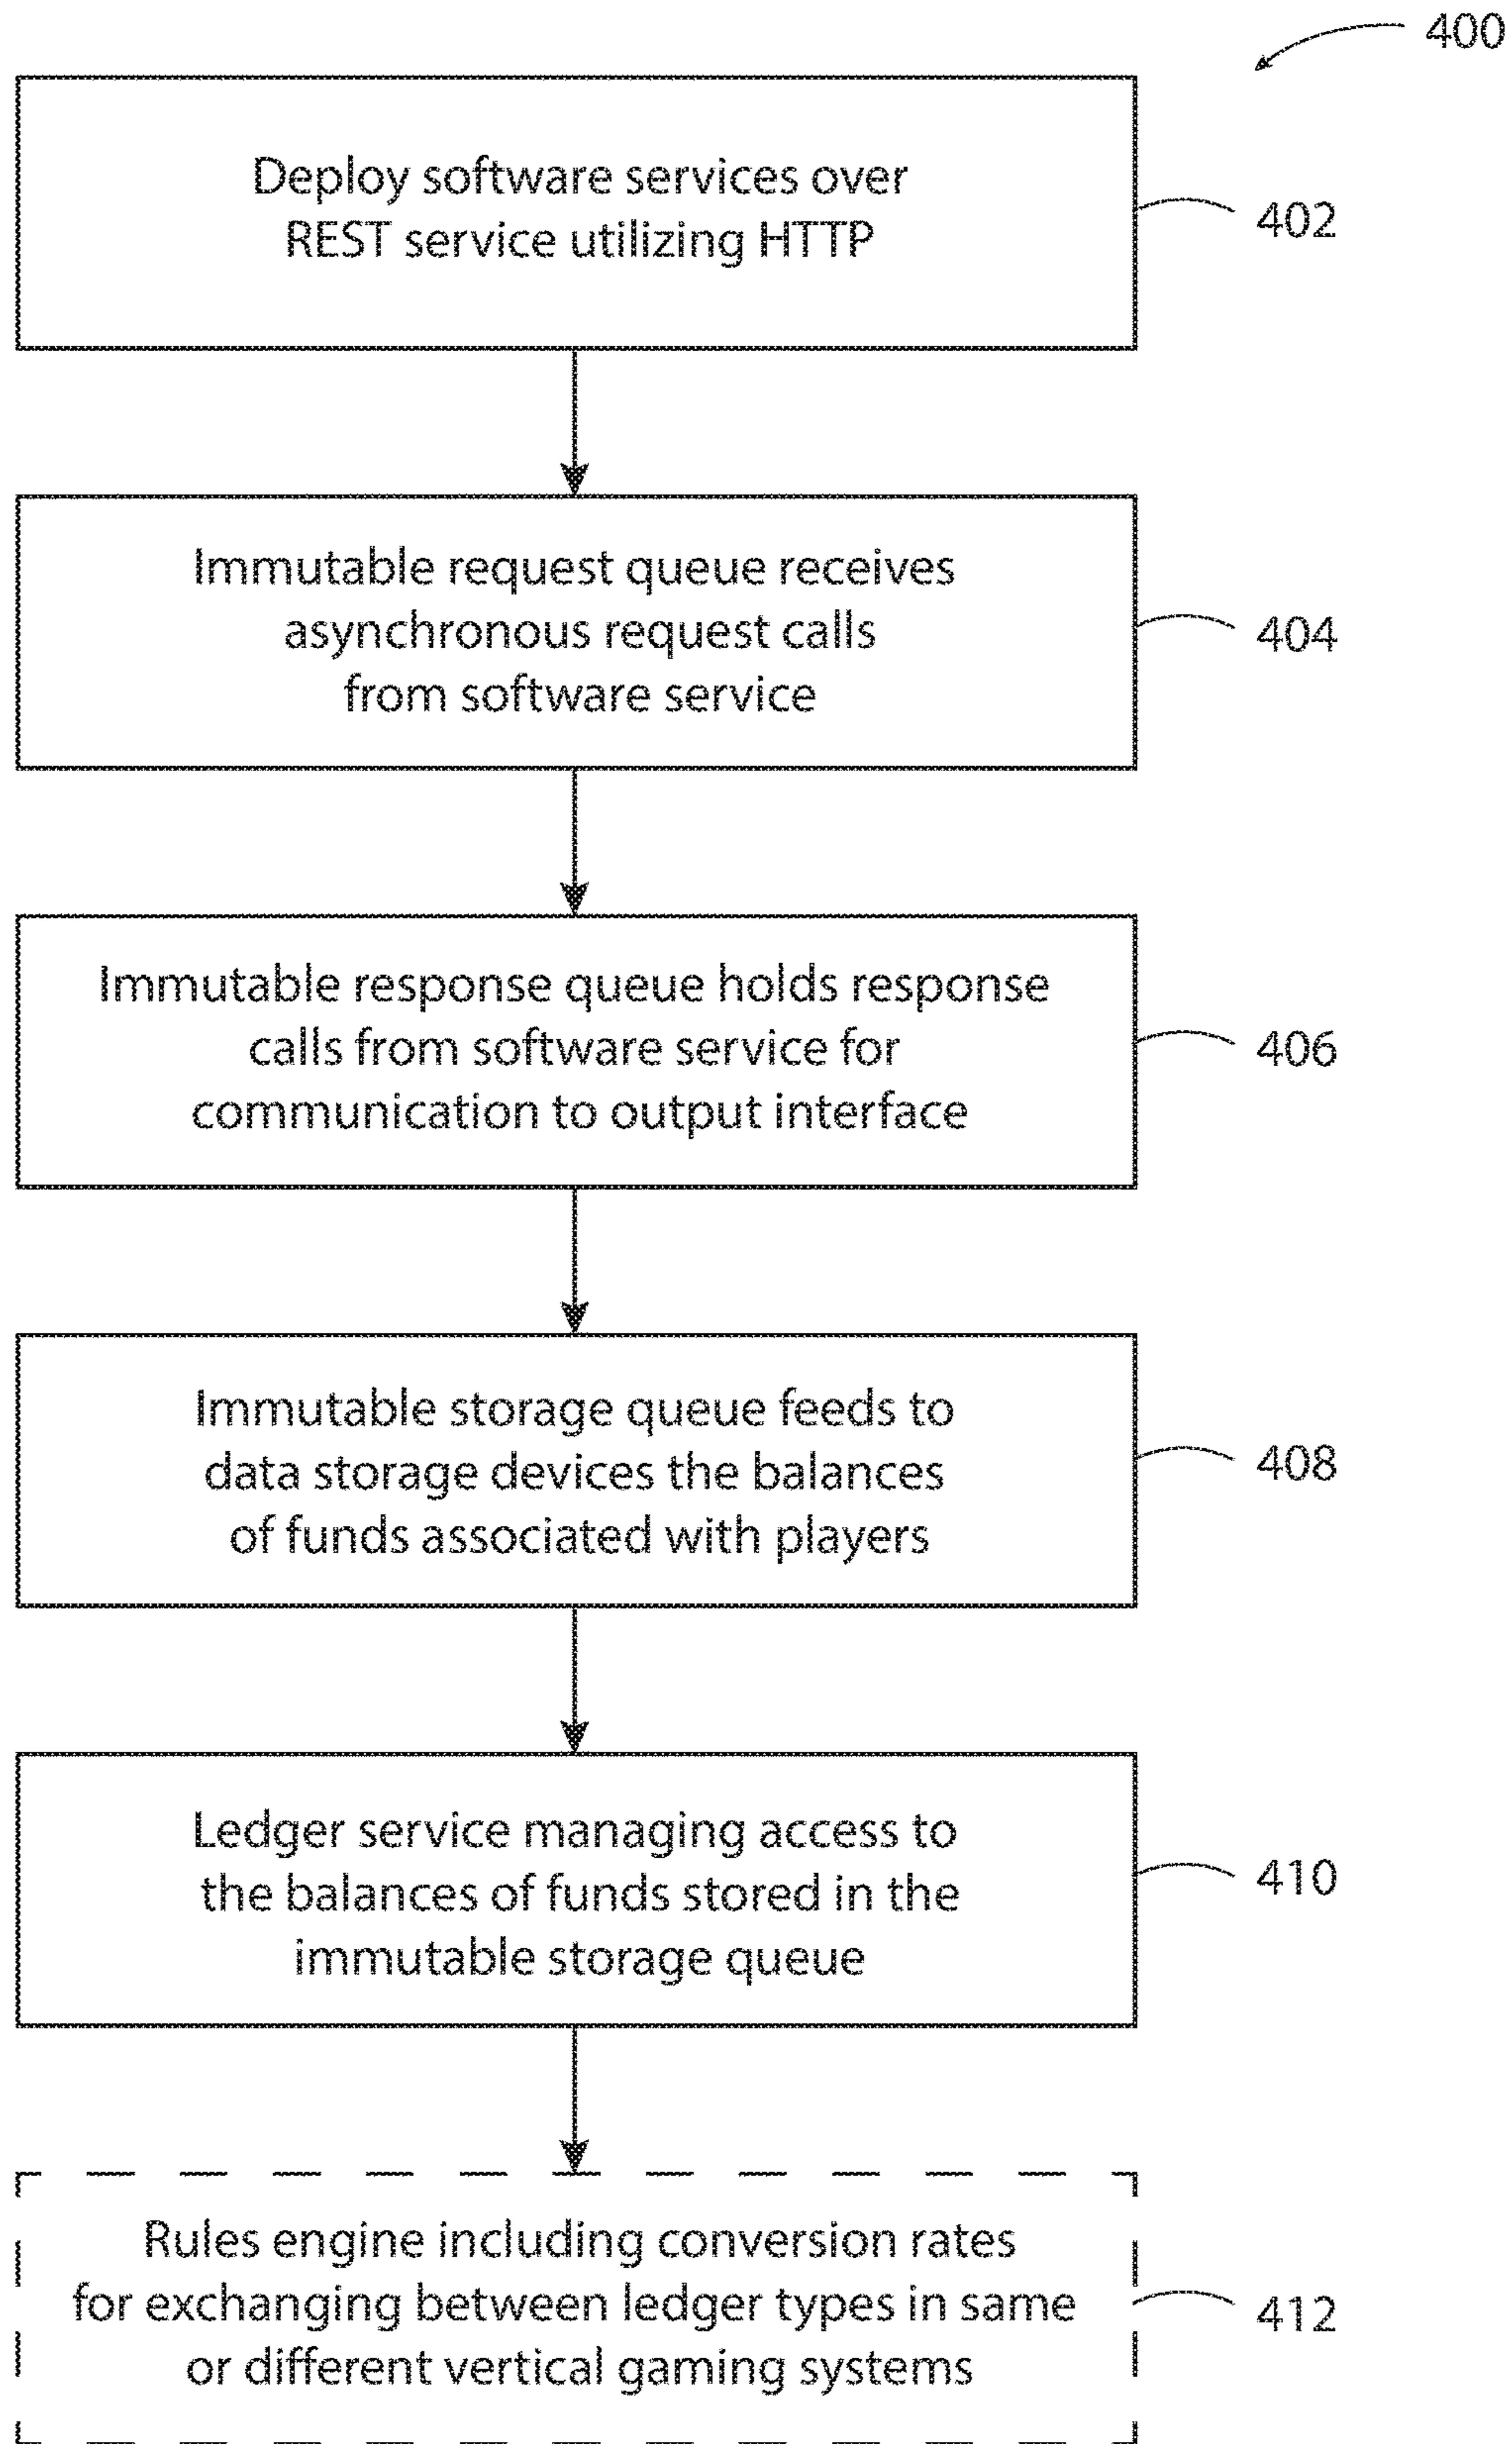 400
Deploy software services over
REST service utilizing HTTP
402
Immutable request queue receives
asynchronous request calls
from software service
404
Immutable response queue holds response
calls from software service for
communication to output interface
406
Immutable storage queue feeds to
data storage devices the balances
of funds associated with players
408
Ledger service managing access to
the balances of funds stored in the
immutable storage queue
410
Rules engine including conversion rates
for exchanging between ledger types in same
or different vertical gaming systems
412